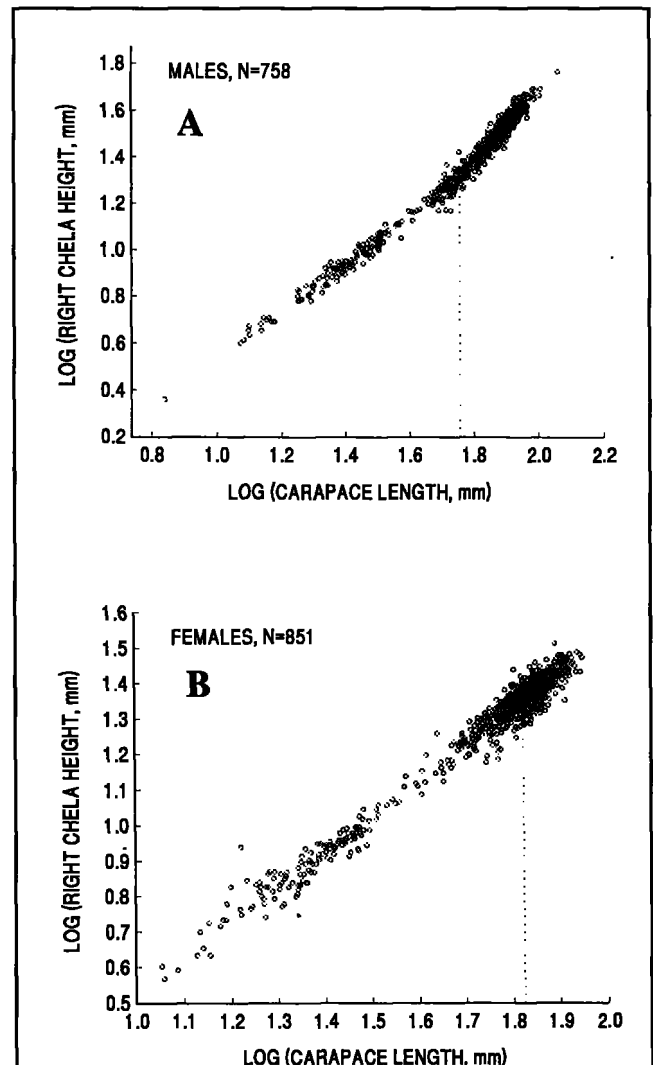 MALES, N=758
A
LOG (RIGHT CHELA HEIGHT, mm)
1.8
1.6
1.4
1.2
1.0
0.8
0.6
0.4
0.2
0.8 1.0 1.2 1.4 1.6 1.8 2.0 2.2
LOG (CARAPACE LENGTH, mm)
FEMALES, N=851
B
LOG (RIGHT CHELA HEIGHT, mm)
1.6
1.5
1.4
1.3
1.2
1.1
1.0
0.9
0.8
0.7
0.6
0.5
1.0 1.1 1.2 1.3 1.4 1.5 1.6 1.7 1.8 1.9 2.0
LOG (CARAPACE LENGTH, mm)